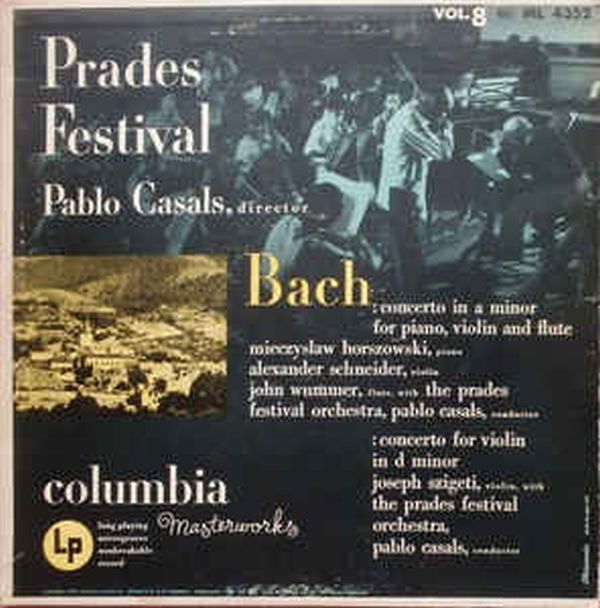 VOL. 8 ML 4352
Prades
Festival
Pablo Casals, director
Bach
: concerto in a minor
for piano, violin and flute
mieczyslaw horszowski, piano
alexander schneider, violin
john wummer, flute, with the prades
festival orchestra, pablo casals, conductor
: concerto for violin
in d minor
joseph szigeti, violin, with
the prades festival
orchestra,
pablo casals, conductor
columbia
Masterworks
Lp
long playing
microgroove
nonbreakable
record